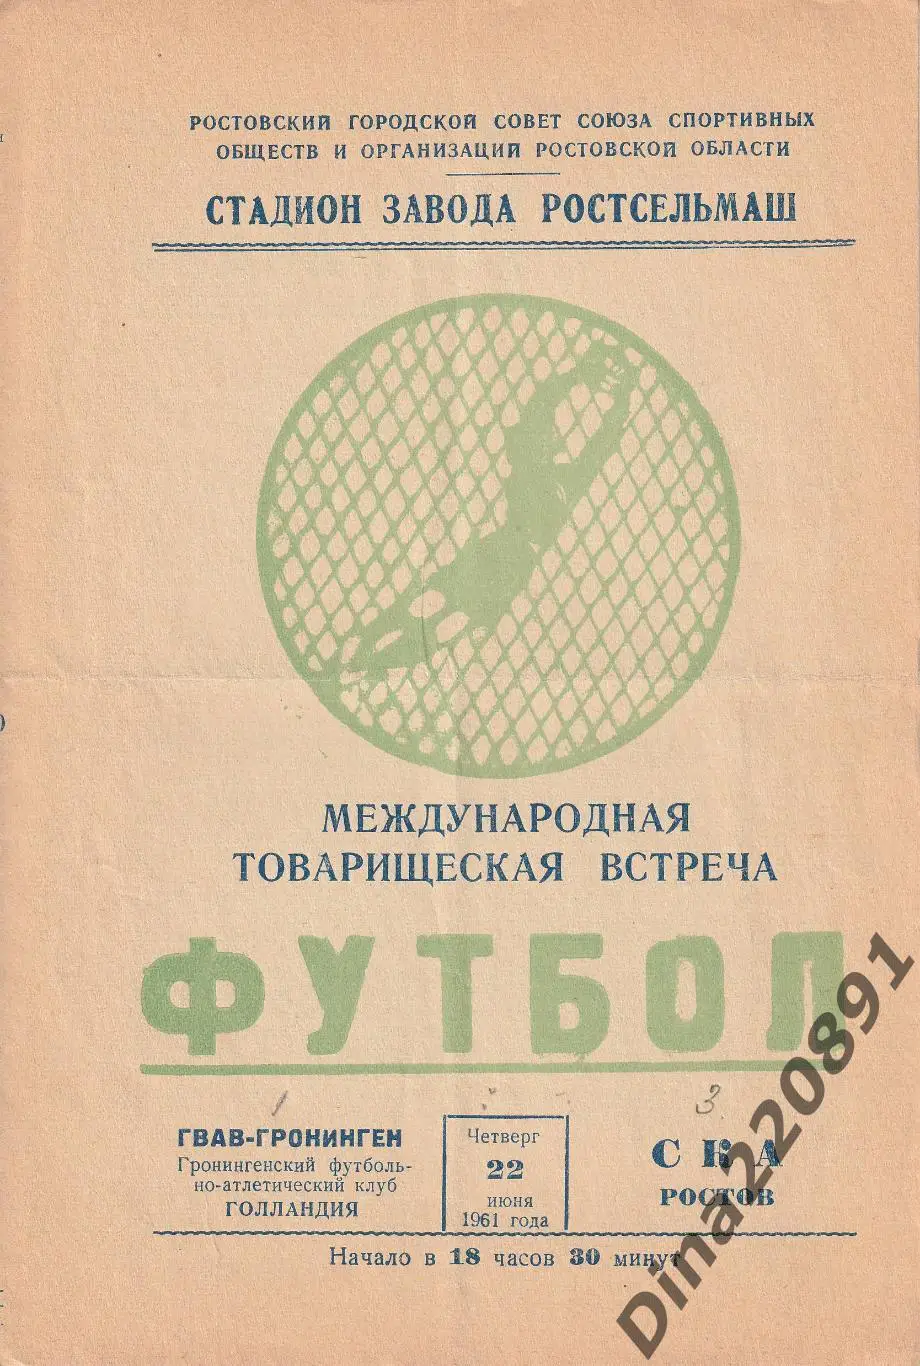 РОСТОВСКИЙ ГОРОДСКОЙ СОВЕТ СОЮЗА СПОРТИВНЫХ
ОБЩЕСТВ И ОРГАНИЗАЦИЙ РОСТОВСКОЙ ОБЛАСТИ
СТАДИОН ЗАВОДА РОСТСЕЛЬМАШ
МЕЖДУНАРОДНАЯ
ТОВАРИЩЕСКАЯ ВСТРЕЧА
ФУТБОЛ
1 : 3
ГВАВ-ГРОНИНГЕН
Гронингенский футболь-
но-атлетический клуб
ГОЛЛАНДИЯ
Четверг
22
июня
1961 года
СКА
РОСТОВ
Начало в 18 часов 30 минут
Dina220891